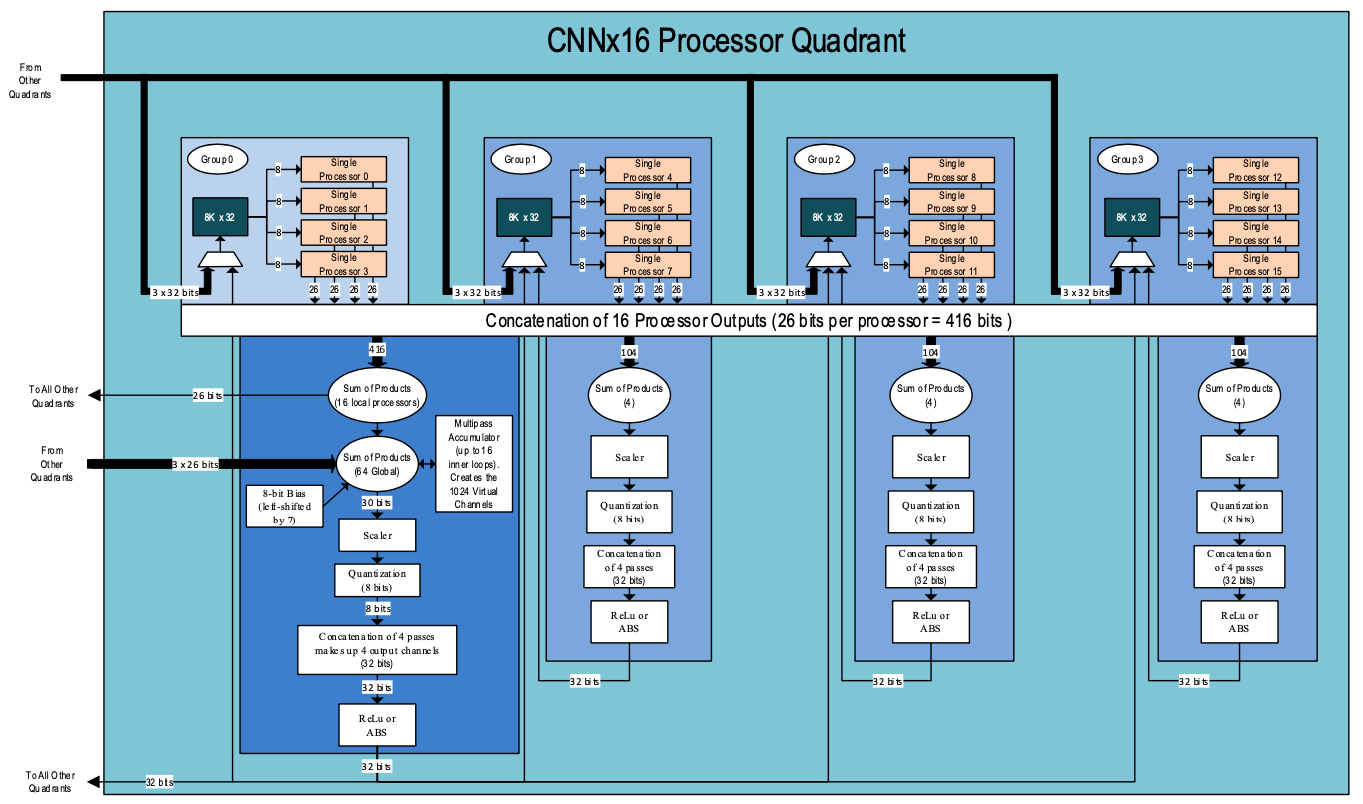 CNNx16 Processor Quadrant
From
Other
Quadrants
Group 0
8K x 32
8
8
8
8
Single
Processor 0
Single
Processor 1
Single
Processor 2
Single
Processor 3
3 x 32 bits
26
26
26
26
Group 1
8K x 32
8
8
8
8
Single
Processor 4
Single
Processor 5
Single
Processor 6
Single
Processor 7
3 x 32 bits
26
26
26
26
Group 2
8K x 32
8
8
8
8
Single
Processor 8
Single
Processor 9
Single
Processor 10
Single
Processor 11
3 x 32 bits
26
26
26
26
Group 3
8K x 32
8
8
8
8
Single
Processor 12
Single
Processor 13
Single
Processor 14
Single
Processor 15
3 x 32 bits
26
26
26
26
Concatenation of 16 Processor Outputs (26 bits per processor = 416 bits )
416
Sum of Products
(16 local processors)
To All Other
Quadrants
26 bits
From
Other
Quadrants
3 x 26 bits
Sum of Products
(64 Global)
Multipass
Accumulator
(up to 16
inner loops).
Creates the
1024 Virtual
Channels
8-bit Bias
(left-shifted
by 7)
30 bits
Scaler
Quantization
(8 bits)
8 bits
Concatenation of 4 passes
makes up 4 output channels
(32 bits)
32 bits
ReLu or
ABS
32 bits
To All Other
Quadrants
32 bits
104
Sum of Products
(4)
Scaler
Quantization
(8 bits)
Concatenation
of 4 passes
(32 bits)
ReLu or
ABS
32 bits
104
Sum of Products
(4)
Scaler
Quantization
(8 bits)
Concatenation
of 4 passes
(32 bits)
ReLu or
ABS
32 bits
104
Sum of Products
(4)
Scaler
Quantization
(8 bits)
Concatenation
of 4 passes
(32 bits)
ReLu or
ABS
32 bits